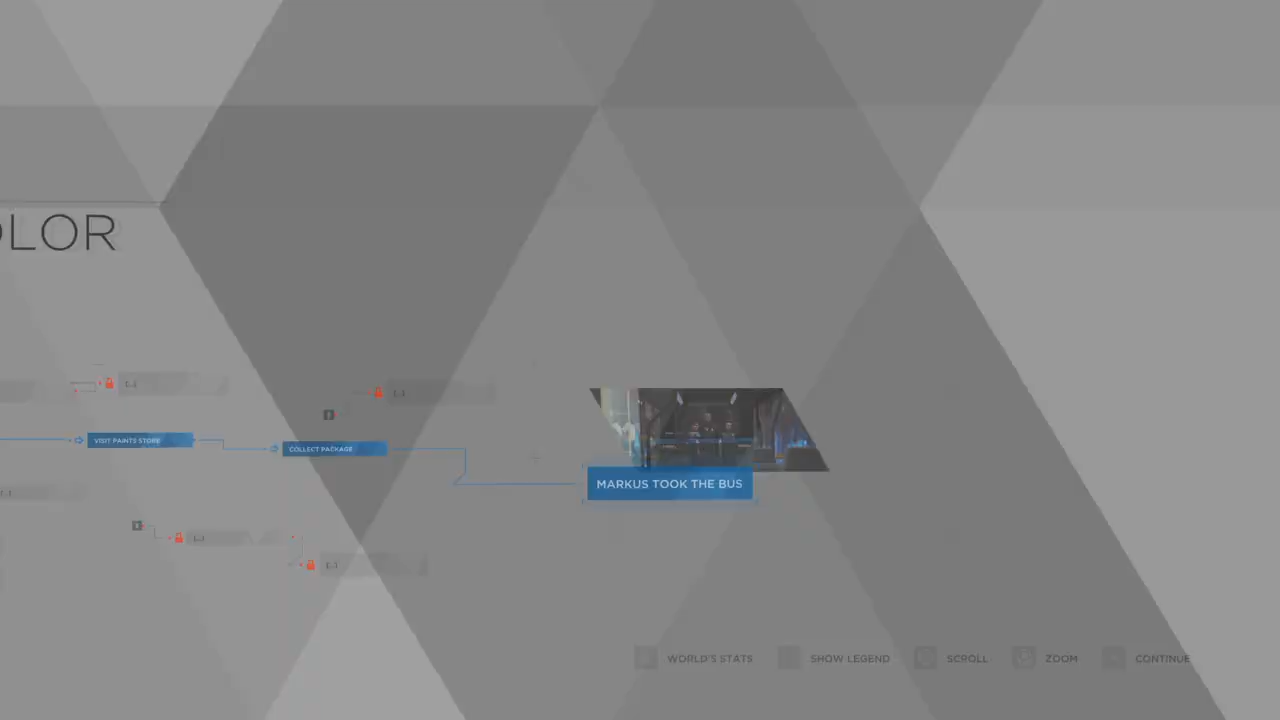 OLOR
VISIT PAINTS STORE
COLLECT PACKAGE
MARKUS TOOK THE BUS
WORLD'S STATS
SHOW LEGEND
SCROLL
ZOOM
CONTINUE